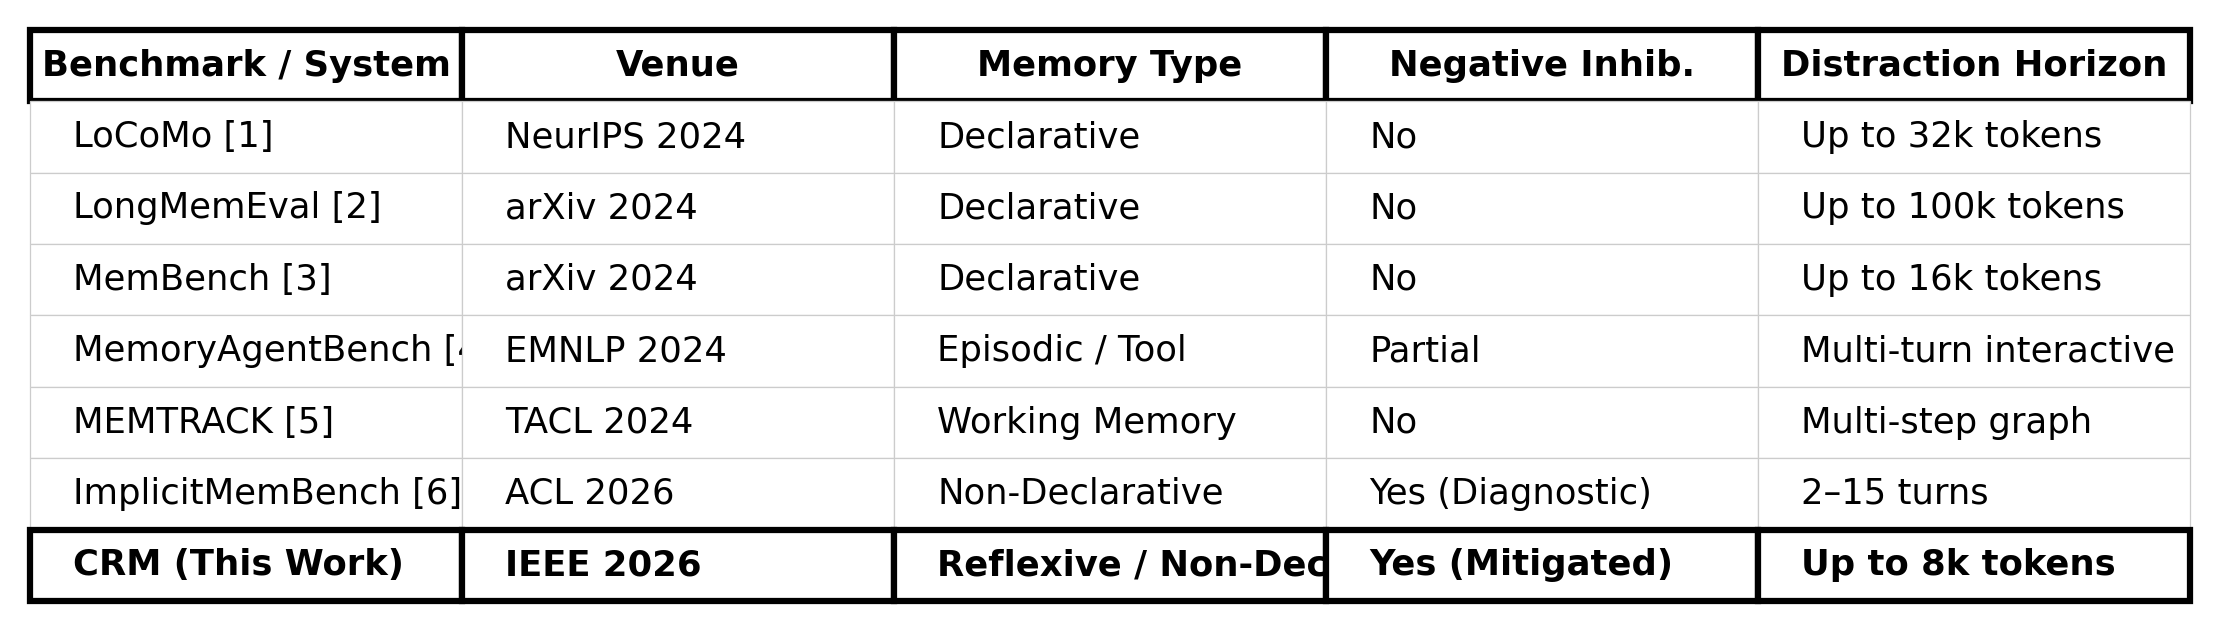 Benchmark / System Venue Memory Type Negative Inhib. Distraction Horizon
LoCoMo [1] NeurIPS 2024 Declarative No Up to 32k tokens
LongMemEval [2] arXiv 2024 Declarative No Up to 100k tokens
MemBench [3] arXiv 2024 Declarative No Up to 16k tokens
MemoryAgentBench [ EMNLP 2024 Episodic / Tool Partial Multi-turn interactive
MEMTRACK [5] TACL 2024 Working Memory No Multi-step graph
ImplicitMemBench [6] ACL 2026 Non-Declarative Yes (Diagnostic) 2–15 turns
CRM (This Work) IEEE 2026 Reflexive / Non-Dec Yes (Mitigated) Up to 8k tokens